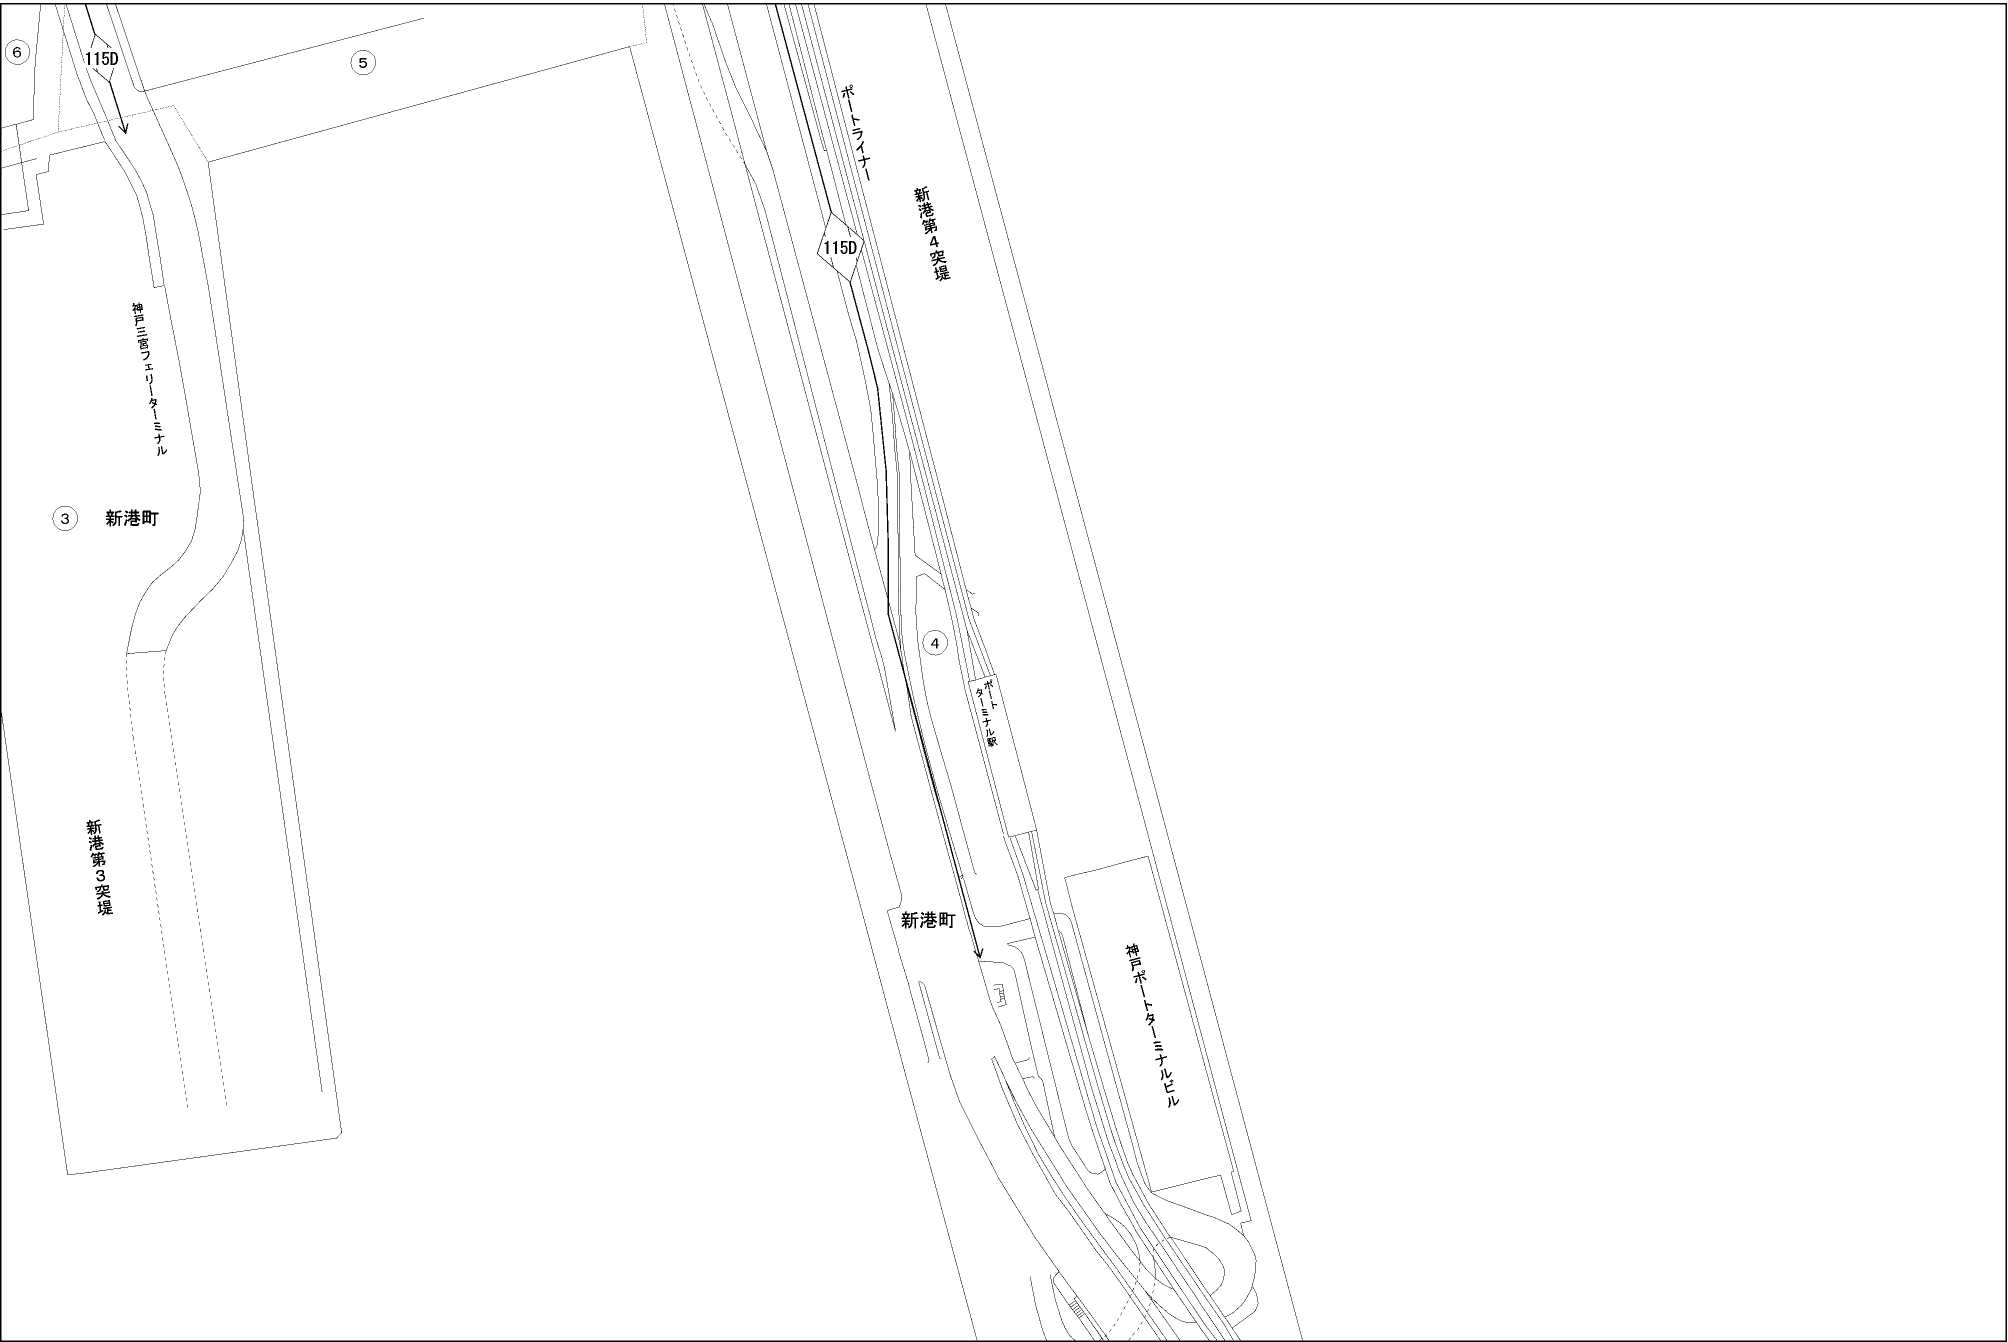 6
115D
5
ポートライナー
新港第4突堤
115D
神戸三宮フェリーターミナル
3
新港町
4
ポート
ターミナル駅
新港第3突堤
新港町
神戸ポートターミナルビル